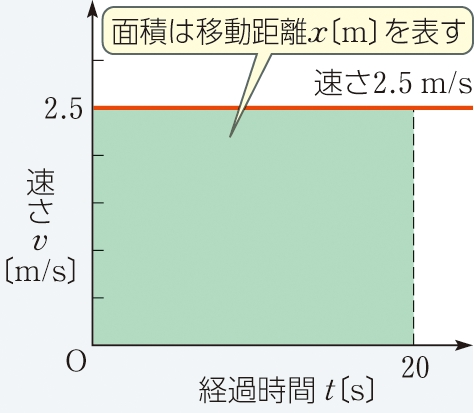 面積は移動距離x〔m〕を表す
速さ2.5 m/s
2.5
速さv〔m/s〕
O
20
経過時間 t〔s〕